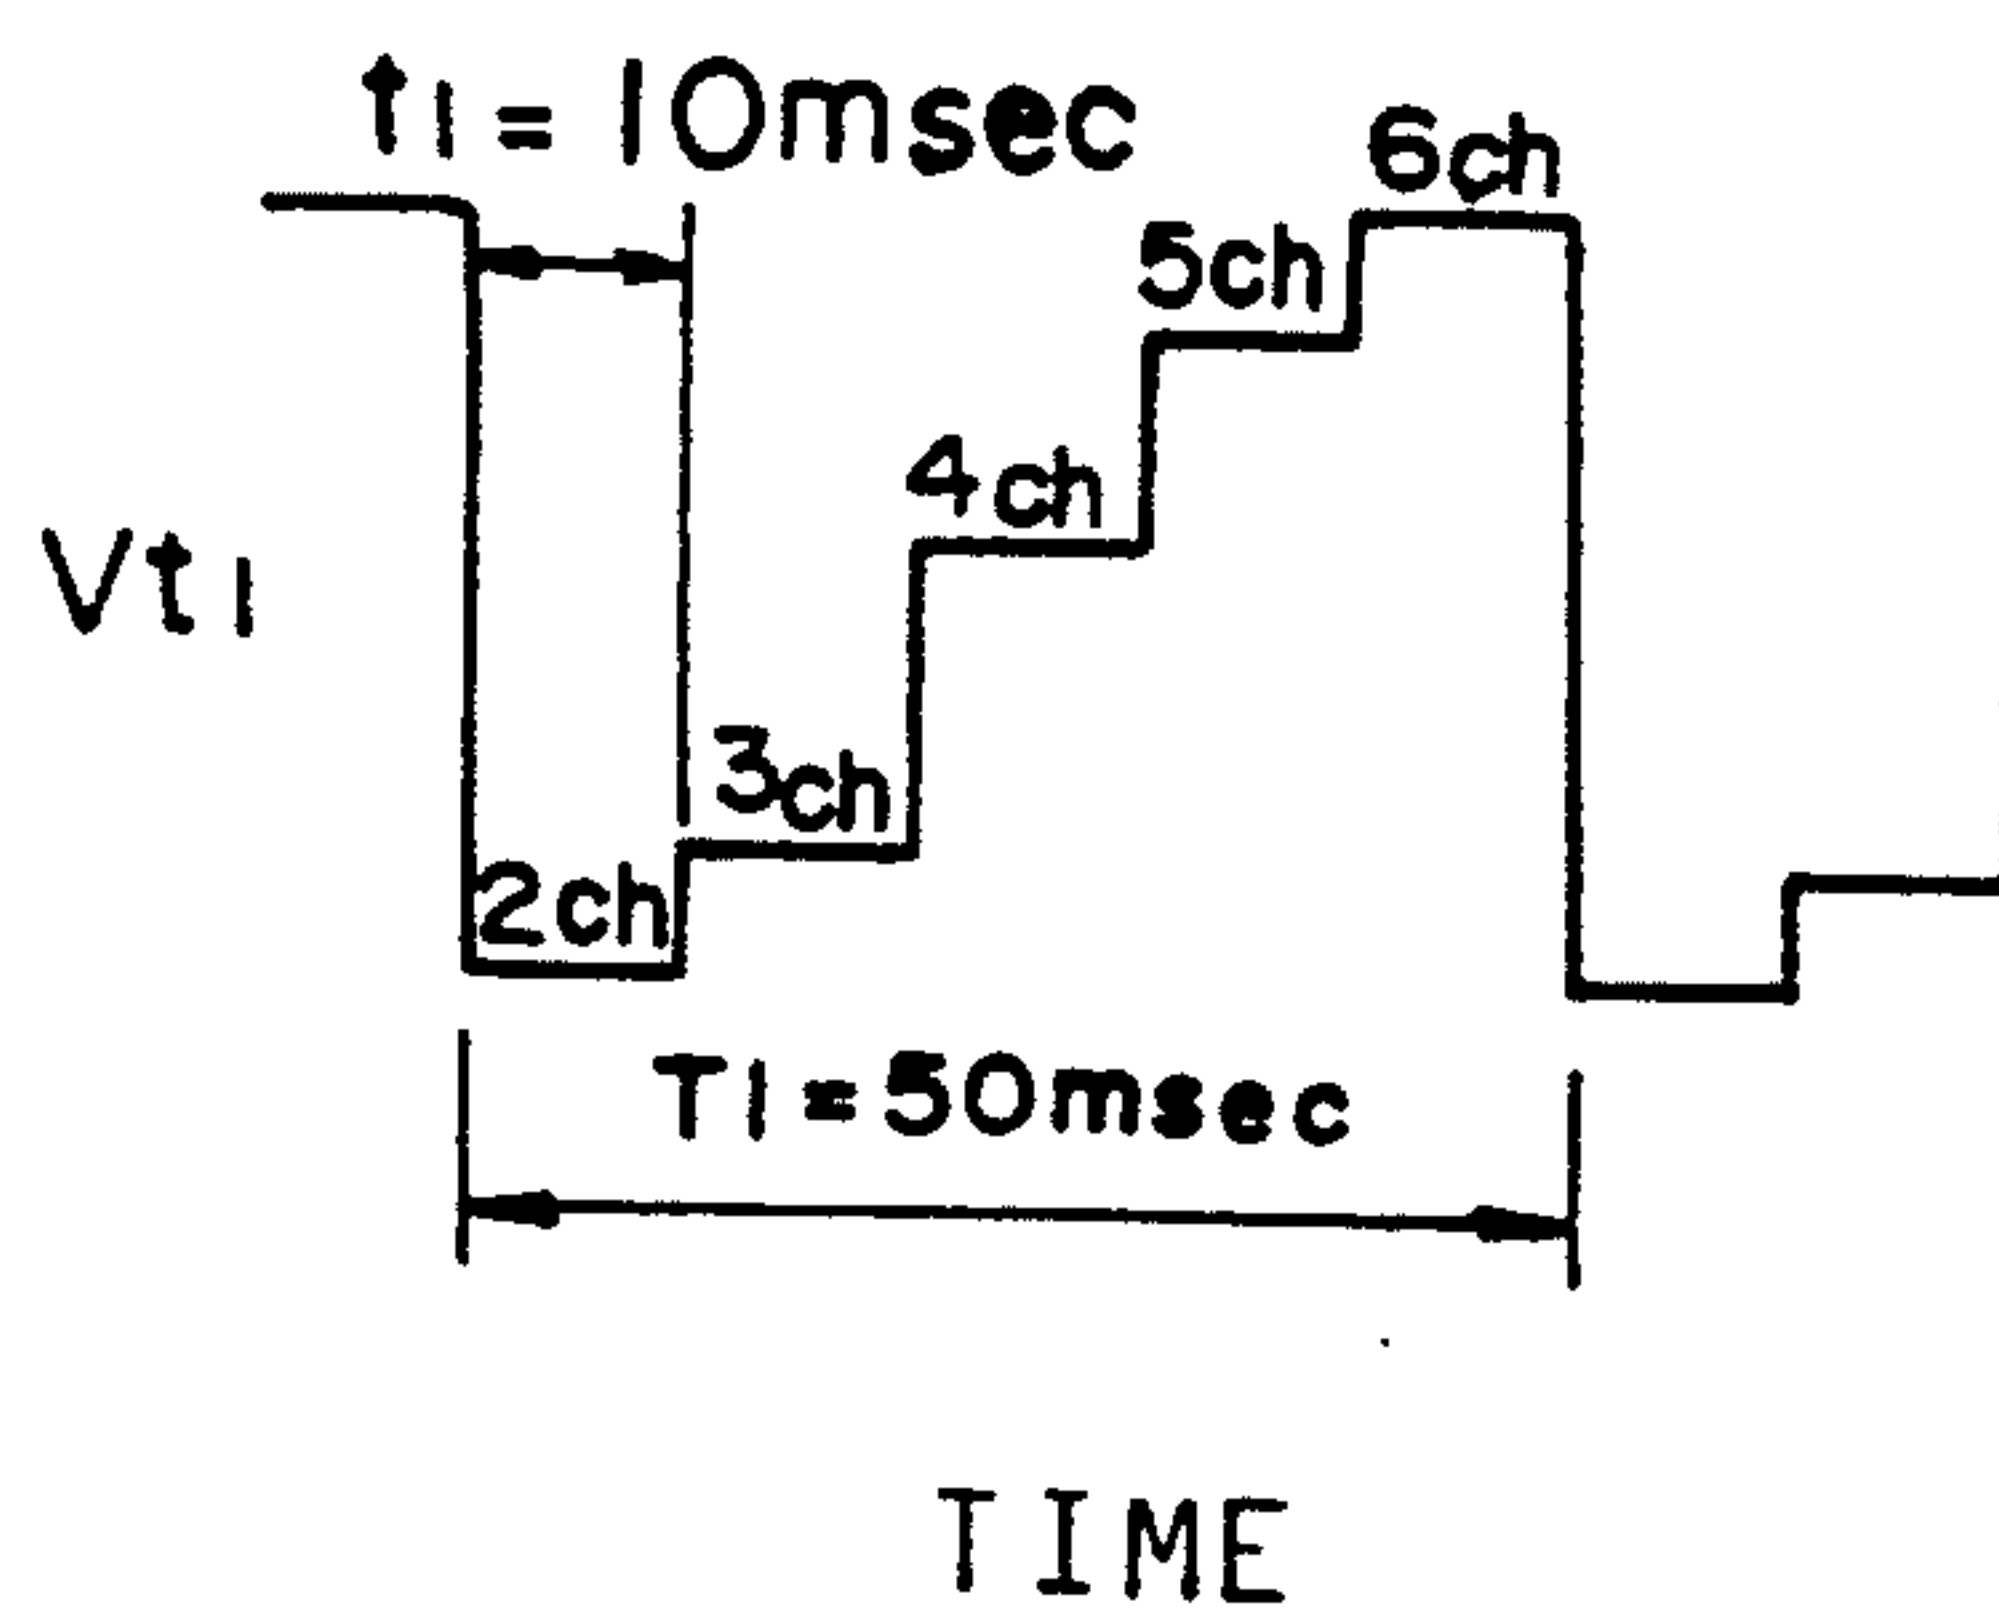 t1 = 10msec
6ch
5ch
4ch
Vt1
3ch
2ch
T1=50msec
TIME